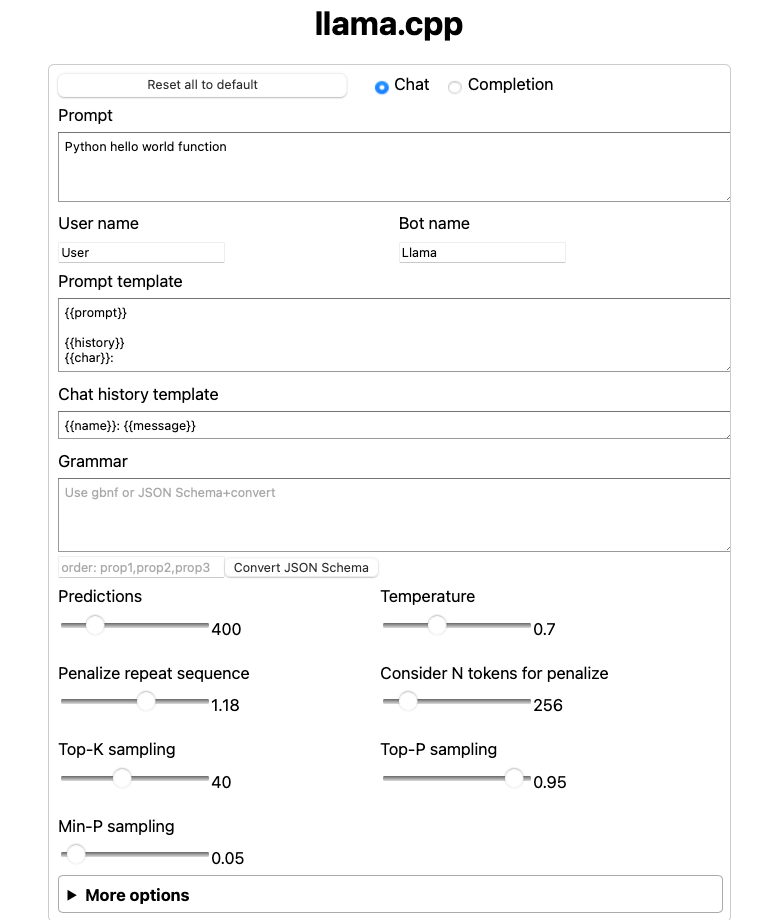 llama.cpp
Reset all to default Chat Completion
Prompt
Python hello world function
User name Bot name
User Llama
Prompt template
{{prompt}}
{{history}}
{{char}}:
Chat history template
{{name}}: {{message}}
Grammar
Use gbnf or JSON Schema+convert
order: prop1,prop2,prop3 Convert JSON Schema
Predictions Temperature
400 0.7
Penalize repeat sequence Consider N tokens for penalize
1.18 256
Top-K sampling Top-P sampling
40 0.95
Min-P sampling
0.05
More options